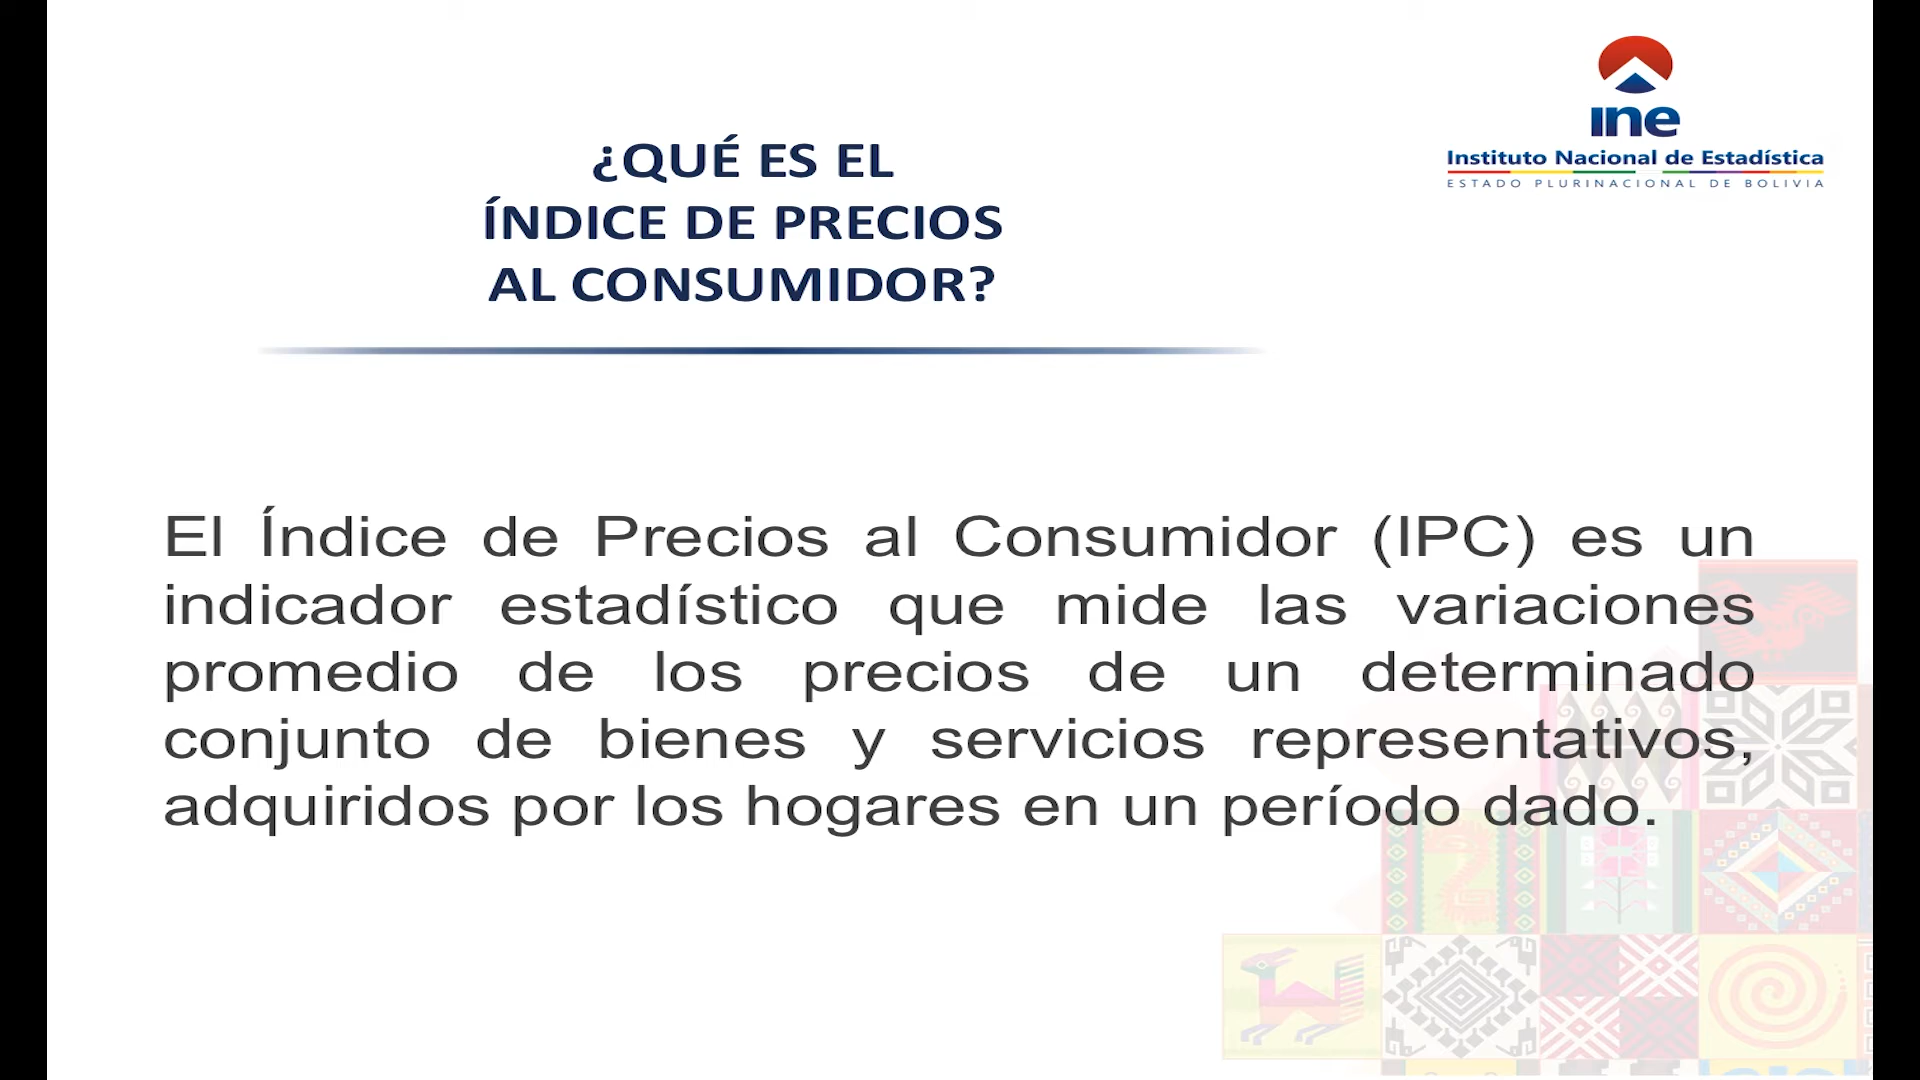 ine
Instituto Nacional de Estadística
ESTADO PLURINACIONAL DE BOLIVIA
¿QUÉ ES EL
ÍNDICE DE PRECIOS
AL CONSUMIDOR?
El Índice de Precios al Consumidor (IPC) es un
indicador estadístico que mide las variaciones
promedio de los precios de un determinado
conjunto de bienes y servicios representativos,
adquiridos por los hogares en un período dado.